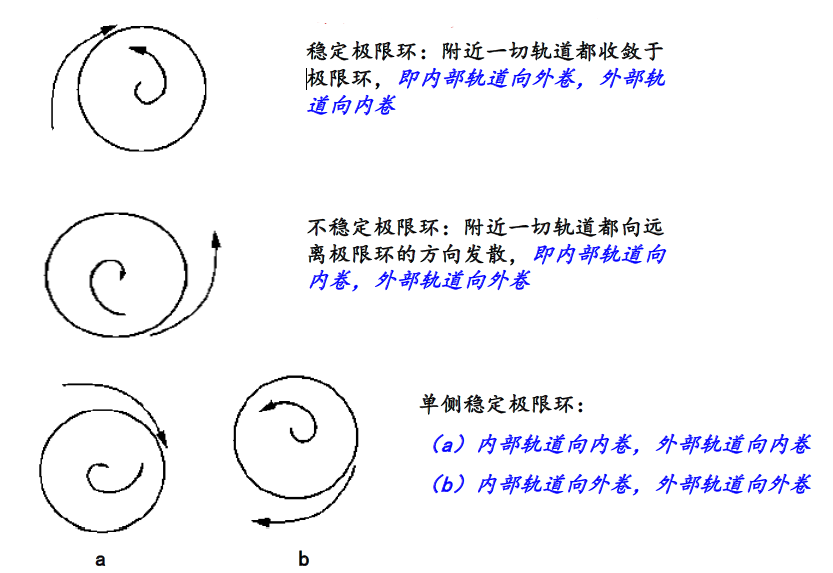 稳定极限环：附近一切轨道都收敛于
极限环，即内部轨道向外卷，外部轨
道向内卷
不稳定极限环：附近一切轨道都向远
离极限环的方向发散，即内部轨道向
内卷，外部轨道向外卷
单侧稳定极限环：
（a）内部轨道向内卷，外部轨道向内卷
（b）内部轨道向外卷，外部轨道向外卷
a
b